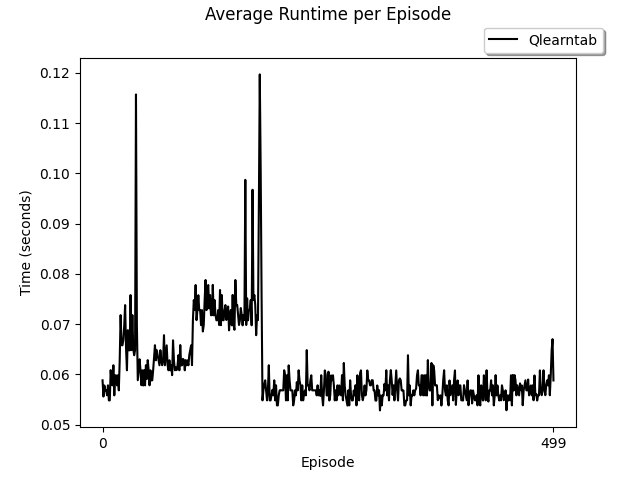 Average Runtime per Episode
Qlearntab
0.12
0.11
0.10
0.09
0.08
0.07
0.06
0.05
Time (seconds)
0
499
Episode